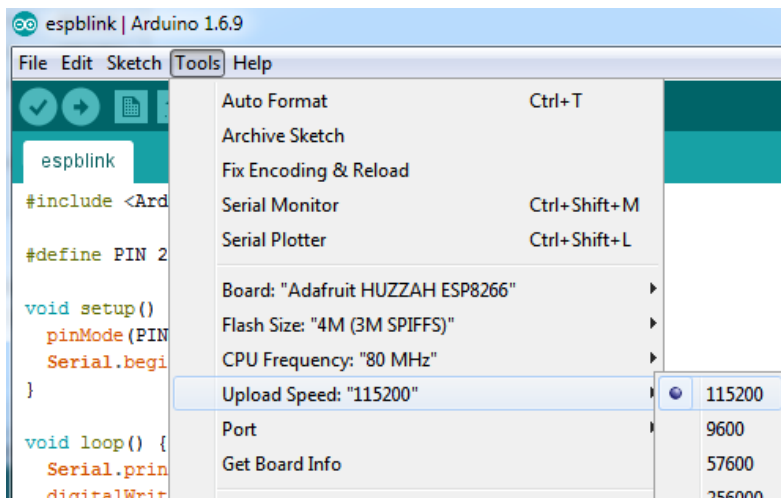 espblink | Arduino 1.6.9
File Edit Sketch Tools Help
Auto Format Ctrl+T
Archive Sketch
espblink
Fix Encoding & Reload
#include <Ard
Serial Monitor Ctrl+Shift+M
Serial Plotter Ctrl+Shift+L
#define PIN 2
Board: "Adafruit HUZZAH ESP8266"
void setup()
Flash Size: "4M (3M SPIFFS)"
pinMode(PIN
CPU Frequency: "80 MHz"
Serial.begi
}
Upload Speed: "115200" 115200
Port 9600
void loop() {
Get Board Info 57600
Serial.prin
digitalWrit 256000